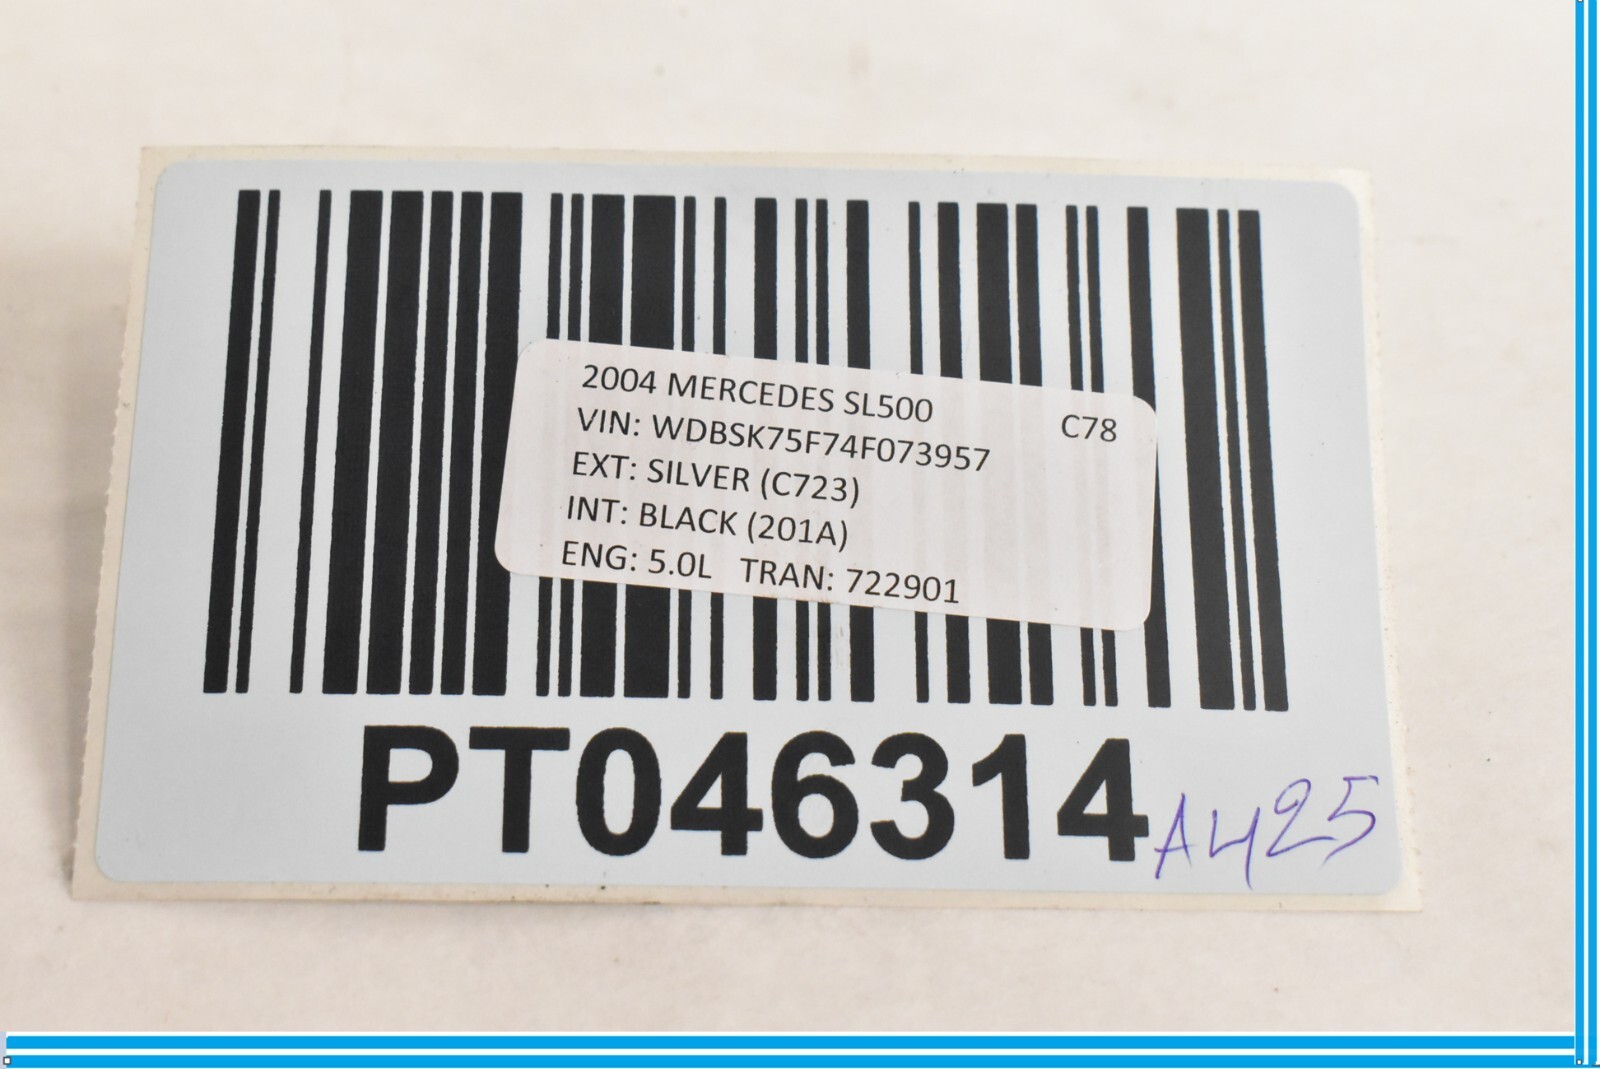 2004 MERCEDES SL500 C78
VIN: WDBSK75F74F073957
EXT: SILVER (C723)
INT: BLACK (201A)
ENG: 5.0L TRAN: 722901
PT046314
A425